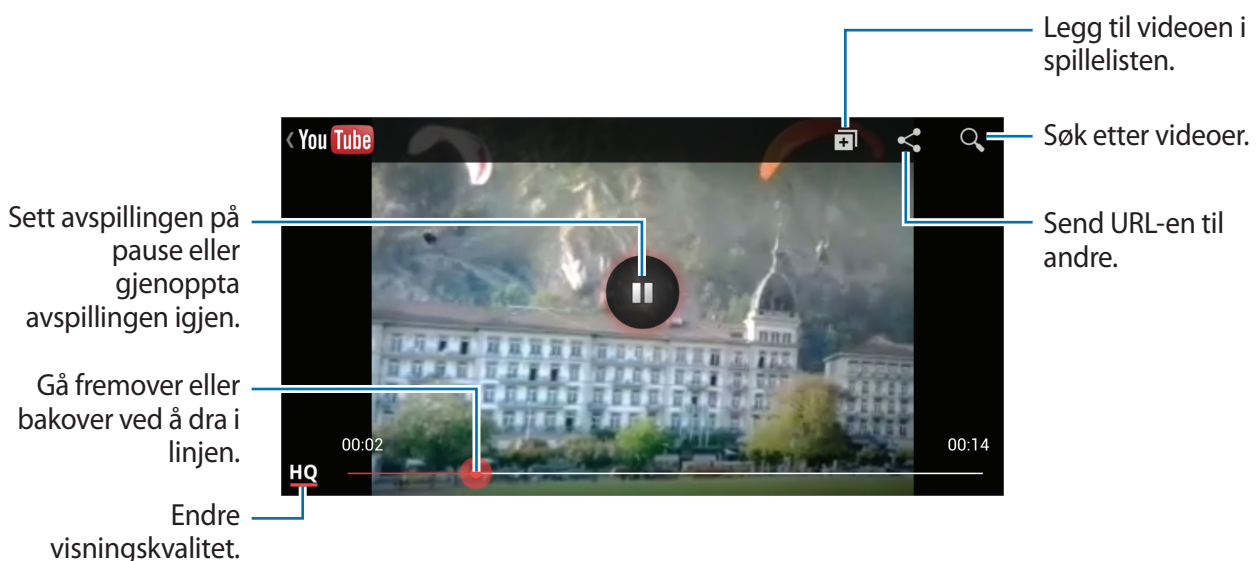 Legg til videoen i
spillelisten.
You Tube
Søk etter videoer.
Sett avspillingen på
pause eller
gjenoppta
avspillingen igjen.
Send URL-en til
andre.
Gå fremover eller
bakover ved å dra i
linjen.
00:02
00:14
HQ
Endre
visningskvalitet.